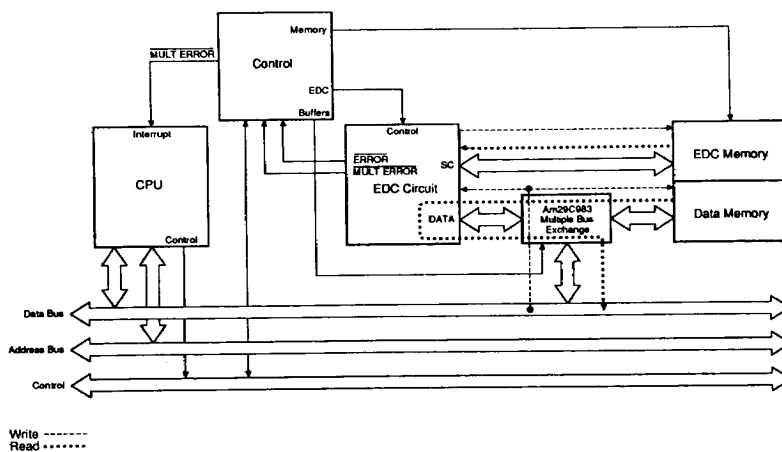 Memory
MULT ERROR
Control
EDC
Buffers
Interrupt
CPU
Control
Control
ERROR
MULT ERROR
EDC Circuit
SC
DATA
EDC Memory
Data Memory
Am29C983
Multiple Bus
Exchange
Data Bus
Address Bus
Control
Write
Read